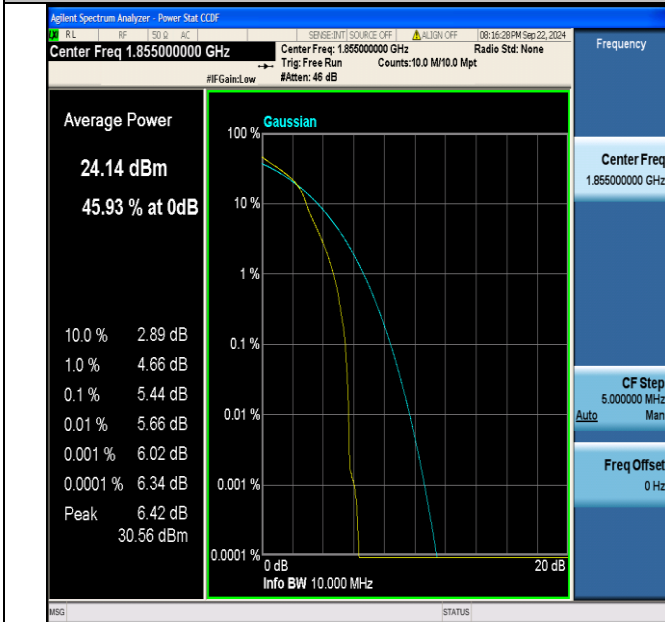 Agilent Spectrum Analyzer - Power Stat CCDF
RL RF 50 Ω AC SENSE:INT SOURCE OFF ALIGN OFF 08:16:28 PM Sep 22, 2024
Center Freq 1.855000000 GHz
Center Freq: 1.855000000 GHz Radio Std: None
Trig: Free Run Counts:10.0 M/10.0 Mpt
#IFGain:Low #Atten: 46 dB
Frequency
Center Freq
1.855000000 GHz
CF Step
5.000000 MHz
Auto Man
Freq Offset
0 Hz
Average Power
24.14 dBm
45.93 % at 0dB
10.0 % 2.89 dB
1.0 % 4.66 dB
0.1 % 5.44 dB
0.01 % 5.66 dB
0.001 % 6.02 dB
0.0001 % 6.34 dB
Peak 6.42 dB
30.56 dBm
Gaussian
100 %
10 %
1 %
0.1 %
0.01 %
0.001 %
0.0001 %
0 dB 20 dB
Info BW 10.000 MHz
MSG STATUS